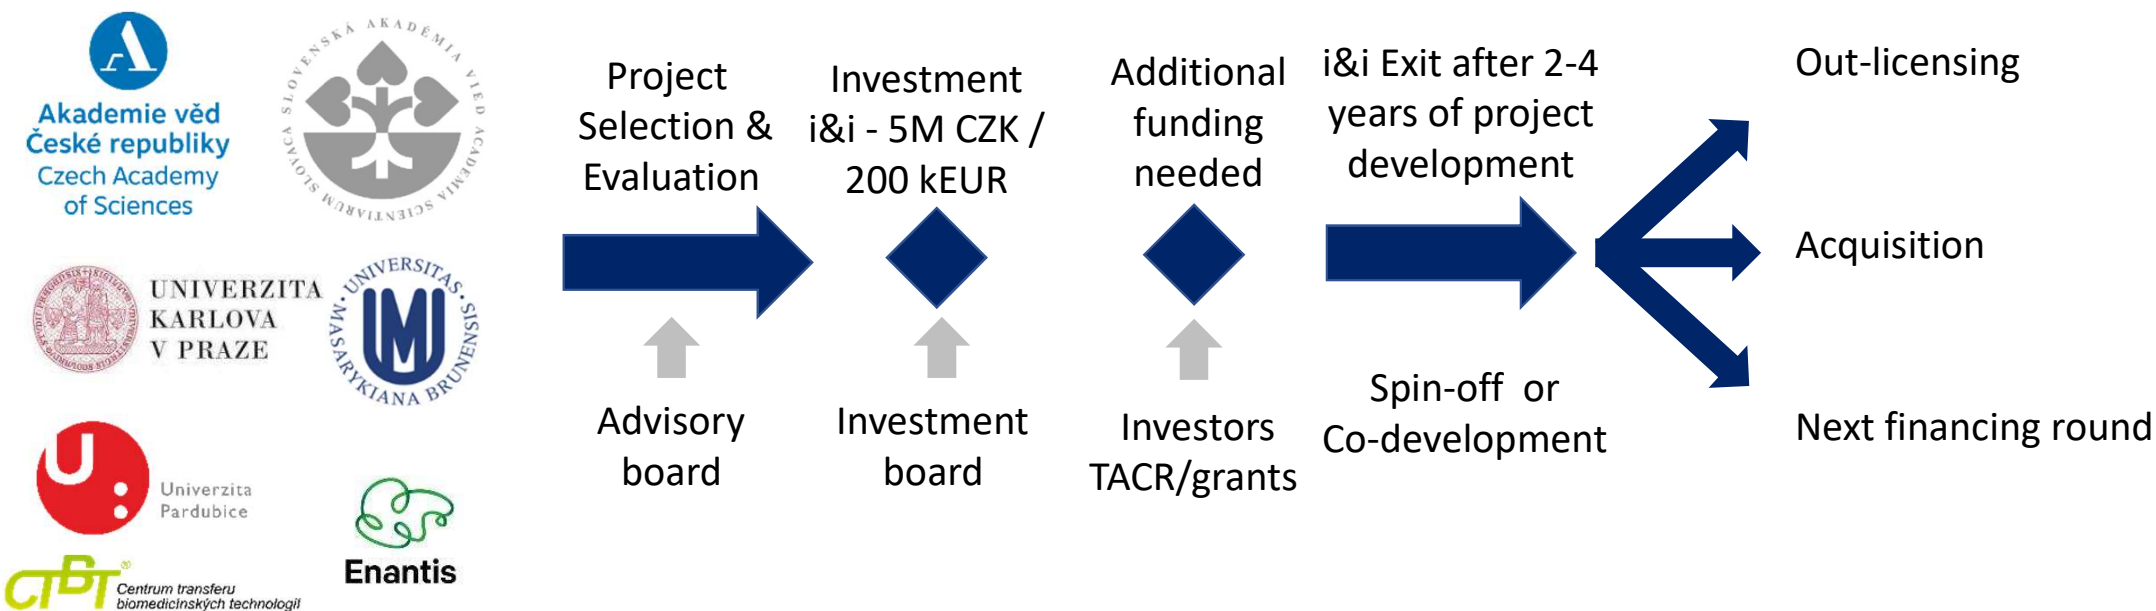 Akademie věd
České republiky
Czech Academy
of Sciences
SLOVENSKÁ AKADÉMIA VIED
ACADEMIA SCIENTIARUM SLOVACA
UNIVERZITA
KARLOVA
V PRAZE
UNIVERSITAS MASARYKIANA BRUNENSIS
MU
U:
Univerzita
Pardubice
CTBT®
Centrum transferu
biomedicínských technologií
Enantis
Project
Selection &
Evaluation
Advisory
board
Investment
i&i - 5M CZK /
200 kEUR
Investment
board
Additional
funding
needed
Investors
TACR/grants
i&i Exit after 2-4
years of project
development
Spin-off  or
Co-development
Out-licensing
Acquisition
Next financing round